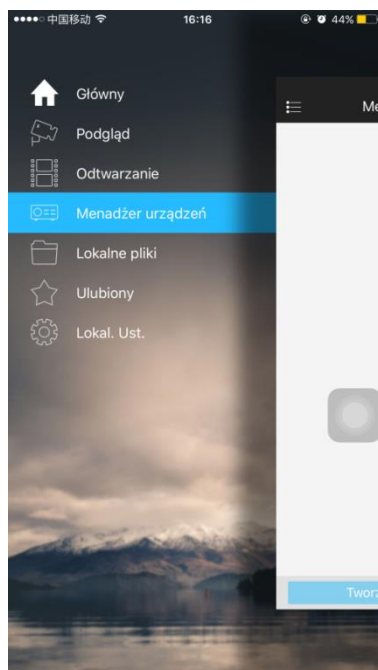 中国移动 16:16 44%
Główny
Podgląd
Odtwarzanie
Menadżer urządzeń
Lokalne pliki
Ulubiony
Lokal. Ust.